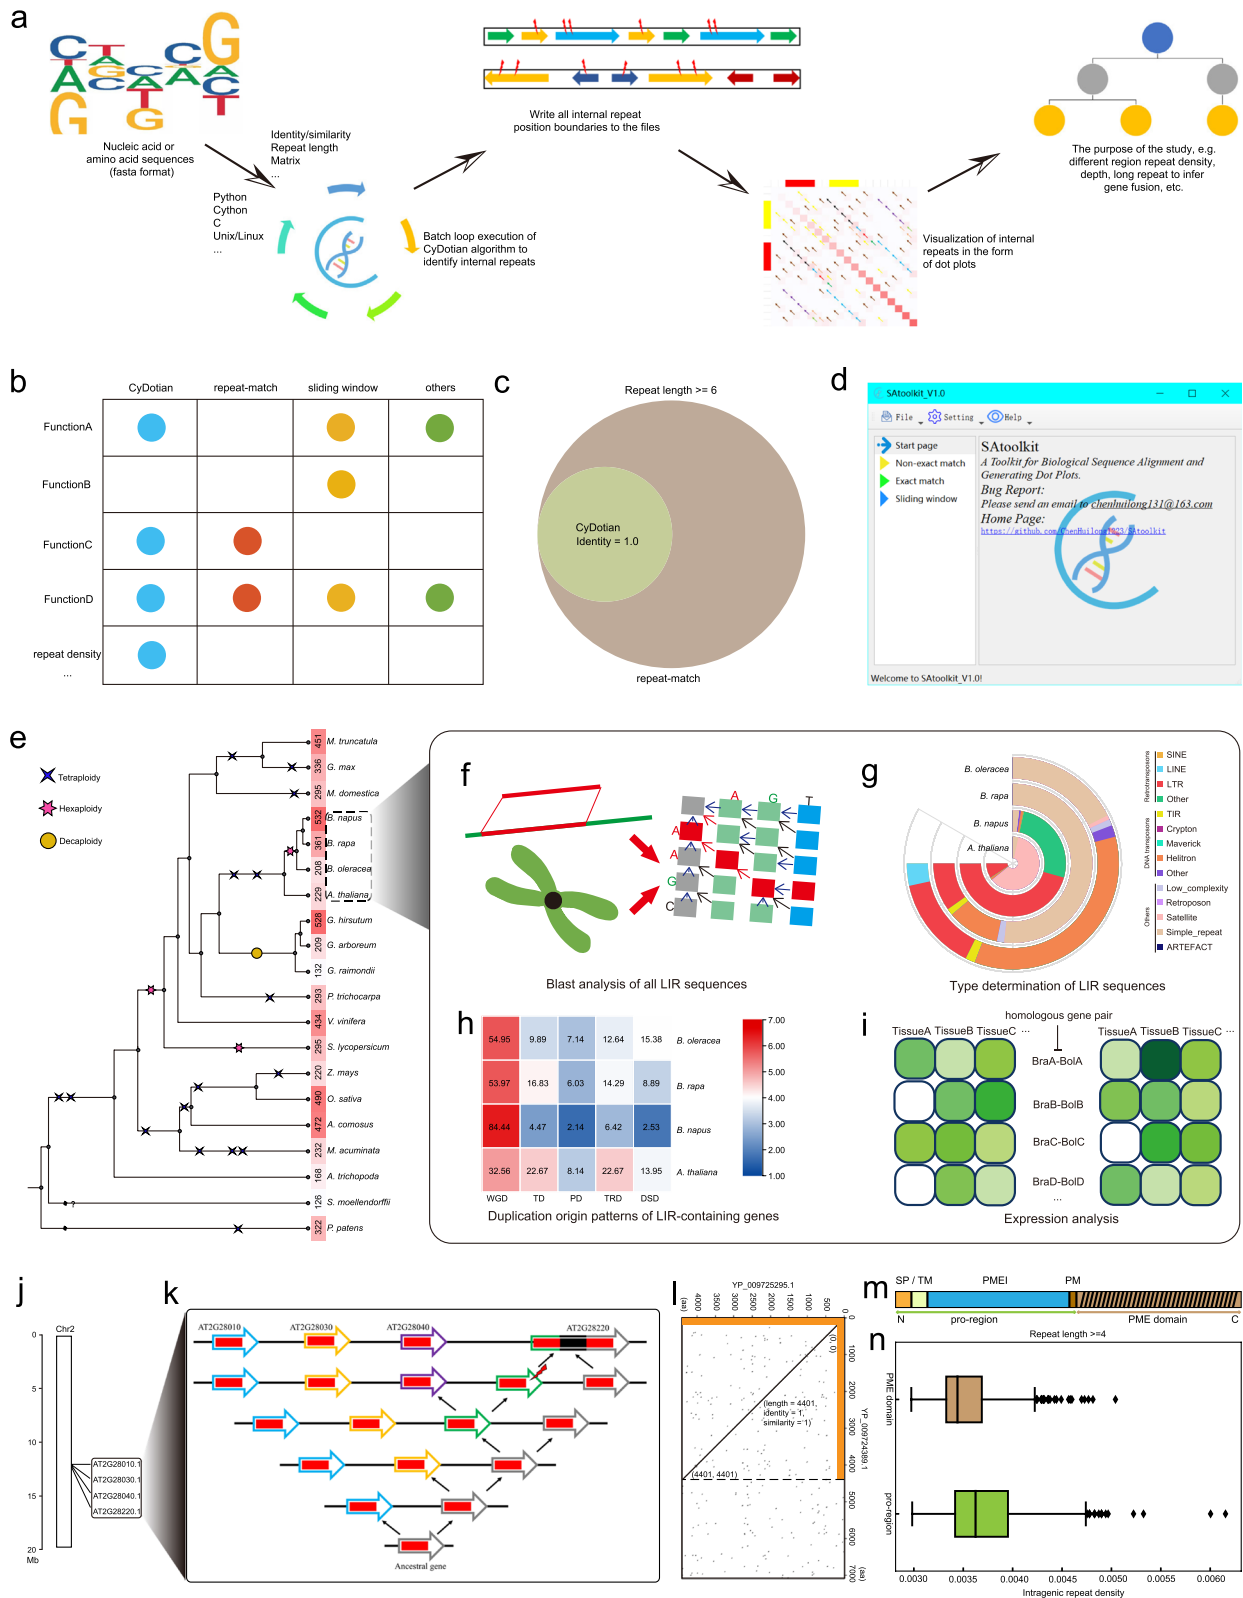 a
C T A G C A G C T C A T G C A G A C T
Nucleic acid or
amino acid sequences
(fasta format)
Identity/similarity
Repeat length
Matrix
...
Python
Cython
C
Unix/Linux
...
Batch loop execution of
CyDotian algorithm to
identify internal repeats
Write all internal repeat
position boundaries to the files
Visualization of internal
repeats in the form
of dot plots
The purpose of the study, e.g.
different region repeat density,
depth, long repeat to infer
gene fusion, etc.
b
CyDotian repeat-match sliding window others
FunctionA
FunctionB
FunctionC
FunctionD
repeat density
...
c
Repeat length >= 6
CyDotian
Identity = 1.0
repeat-match
d
SAtoolkit_V1.0
File Setting Help
Start page
Non-exact match
Exact match
Sliding window
SAtoolkit
A Toolkit for Biological Sequence Alignment and
Generating Dot Plots.
Bug Report:
Please send an email to chenhuilong131@163.com
Home Page:
https://github.com/ChenHuilong1223/SAtoolkit
Welcome to SAtoolkit_V1.0!
e
Tetraploidy
Hexaploidy
Decaploidy
451 M. truncatula
336 G. max
295 M. domestica
532 B. napus
361 B. rapa
208 B. oleracea
229 A. thaliana
528 G. hirsutum
209 G. arboreum
132 G. raimondii
293 P. trichocarpa
434 V. vinifera
295 S. lycopersicum
220 Z. mays
490 O. sativa
472 A. comosus
232 M. acuminata
168 A. trichopoda
? 126 S. moellendorffii
322 P. patens
f
A G T
A
A
G
C
Blast analysis of all LIR sequences
g
B. oleracea
B. rapa
B. napus
A. thaliana
Retrotransposons
SINE
LINE
LTR
Other
DNA transposons
TIR
Crypton
Maverick
Helitron
Other
Others
Low_complexity
Retroposon
Satellite
Simple_repeat
ARTEFACT
Type determination of LIR sequences
h
54.95 9.89 7.14 12.64 15.38 B. oleracea
53.97 16.83 6.03 14.29 8.89 B. rapa
84.44 4.47 2.14 6.42 2.53 B. napus
32.56 22.67 8.14 22.67 13.95 A. thaliana
WGD TD PD TRD DSD
7.00
6.00
5.00
4.00
3.00
2.00
1.00
Duplication origin patterns of LIR-containing genes
i
homologous gene pair
TissueA TissueB TissueC ... TissueA TissueB TissueC ...
BraA-BolA
BraB-BolB
BraC-BolC
BraD-BolD
...
Expression analysis
j
Chr2
0
5
10
15
20
Mb
AT2G28010.1
AT2G28030.1
AT2G28040.1
AT2G28220.1
k
AT2G28010 AT2G28030 AT2G28040 AT2G28220
Ancestral gene
l
YP_009725295.1
(aa) 4000 3500 3000 2500 2000 1500 1000 500 0
0 1000 2000 3000 4000 5000 6000 7000 (aa)
YP_009724389.1
(0, 0)
(length = 4401,
identity = 1,
similarity = 1)
(4401, 4401)
m
SP / TM PMEI PM
N pro-region PME domain C
n
Repeat length >=4
PME domain
pro-region
0.0030 0.0035 0.0040 0.0045 0.0050 0.0055 0.0060
Intragenic repeat density